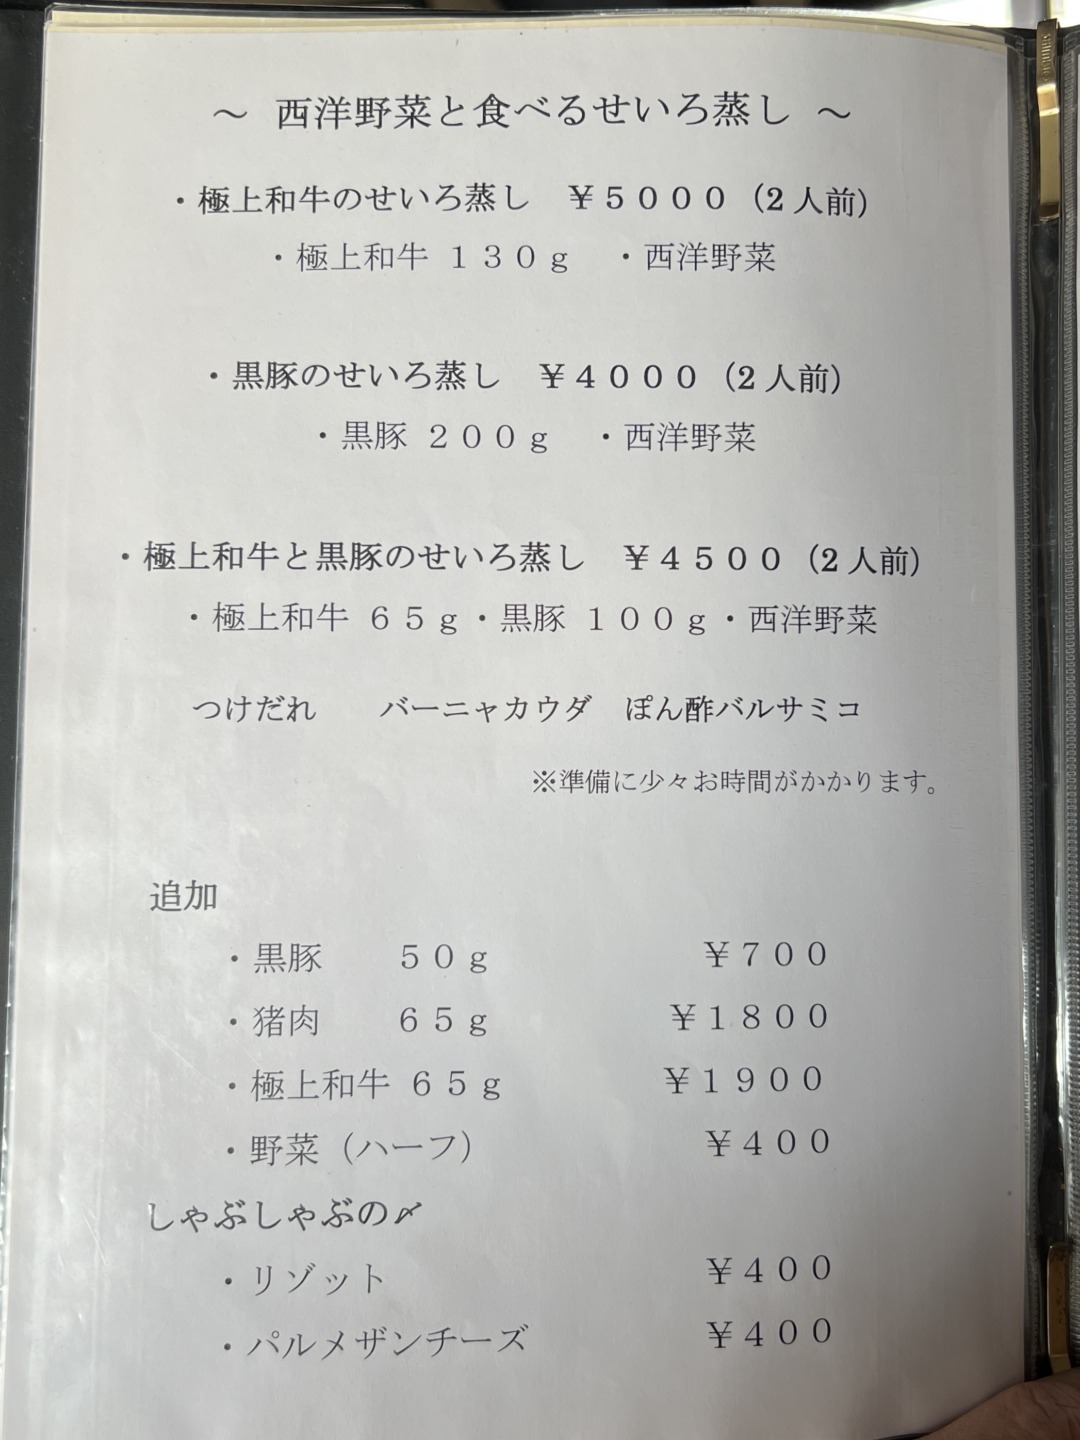 ～ 西洋野菜と食べるせいろ蒸し ～
・極上和牛のせいろ蒸し　￥５０００（2人前）
・極上和牛 １３０ｇ　・西洋野菜
・黒豚のせいろ蒸し　￥４０００（2人前）
・黒豚 ２００ｇ　・西洋野菜
・極上和牛と黒豚のせいろ蒸し　￥４５００（2人前）
・極上和牛 ６５ｇ・黒豚 １００ｇ・西洋野菜
つけだれ　　バーニャカウダ　ぽん酢バルサミコ
※準備に少々お時間がかかります。
追加
・黒豚　　５０ｇ　　￥７００
・猪肉　　６５ｇ　　￥１８００
・極上和牛 ６５ｇ　　￥１９００
・野菜（ハーフ）　　￥４００
しゃぶしゃぶの〆
・リゾット　　￥４００
・パルメザンチーズ　　￥４００